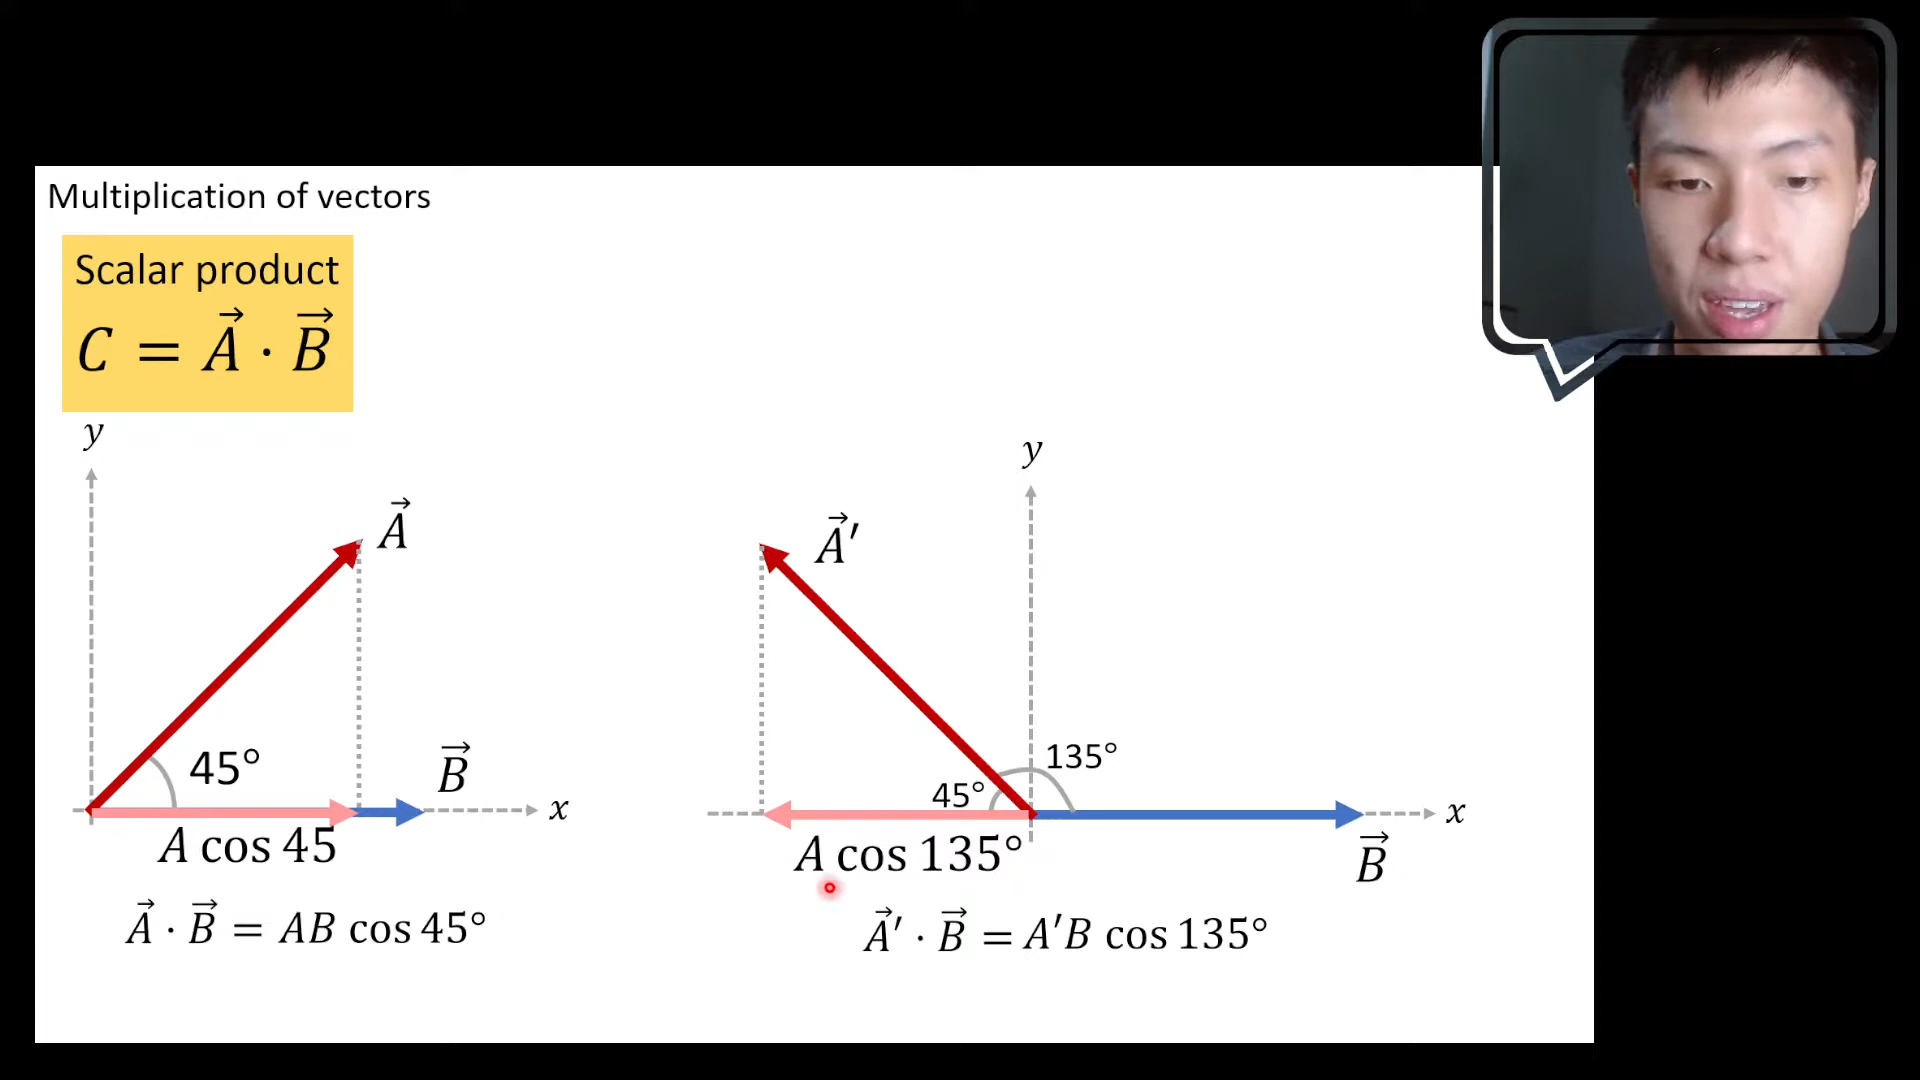 Multiplication of vectors
Scalar product
C = A⃗ · B⃗
y
A⃗
45°
B⃗
x
A cos 45
A⃗ · B⃗ = AB cos 45°
y
A⃗′
135°
45°
x
A cos 135°
B⃗
A⃗′ · B⃗ = A′B cos 135°